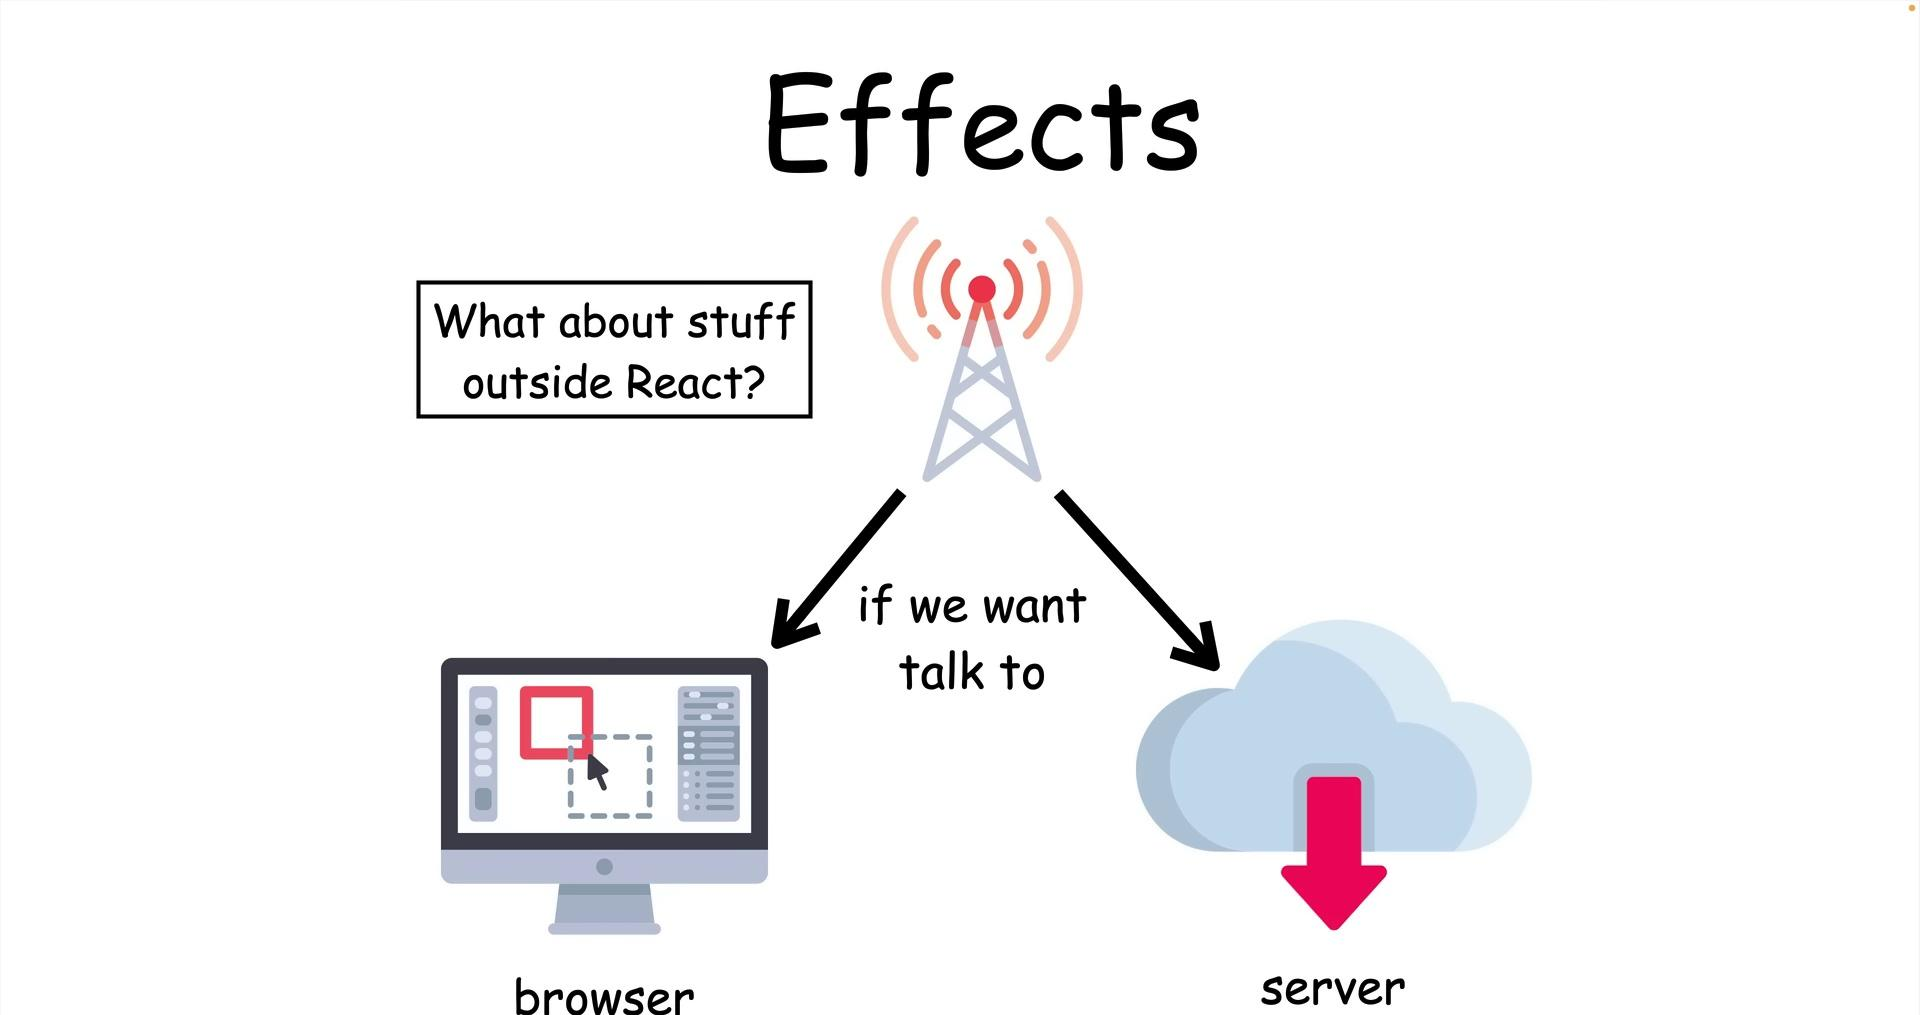 Effects
What about stuff
outside React?
if we want
talk to
browser
server